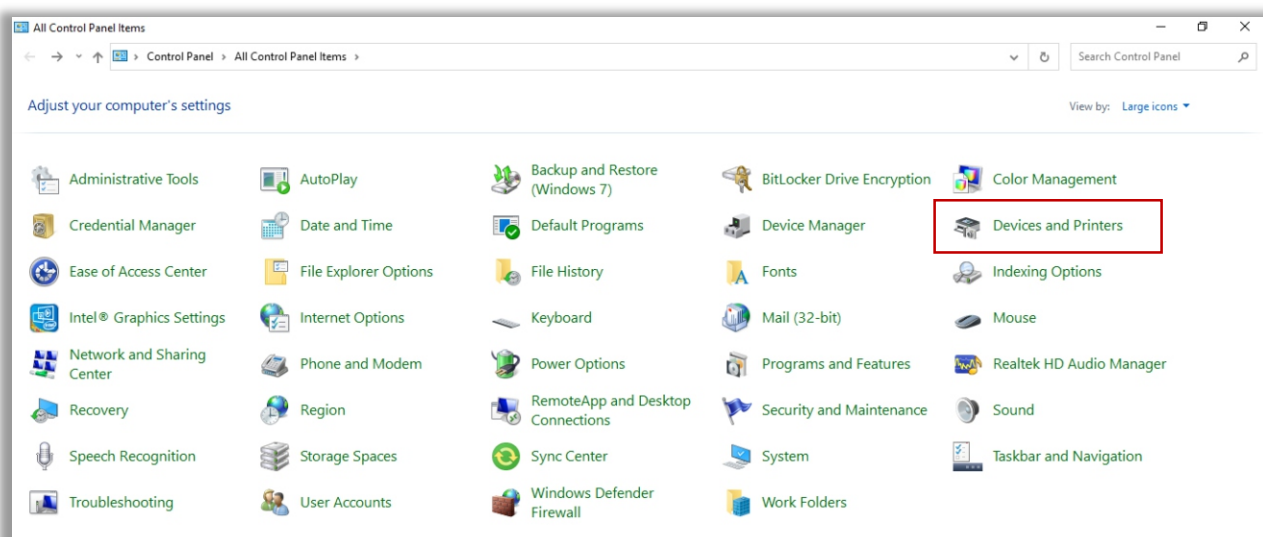 All Control Panel Items
Control Panel > All Control Panel Items >
Search Control Panel
Adjust your computer's settings
View by: Large icons
Administrative Tools
AutoPlay
Backup and Restore
(Windows 7)
BitLocker Drive Encryption
Color Management
Credential Manager
Date and Time
Default Programs
Device Manager
Devices and Printers
Ease of Access Center
File Explorer Options
File History
Fonts
Indexing Options
Intel® Graphics Settings
Internet Options
Keyboard
Mail (32-bit)
Mouse
Network and Sharing
Center
Phone and Modem
Power Options
Programs and Features
Realtek HD Audio Manager
Recovery
Region
RemoteApp and Desktop
Connections
Security and Maintenance
Sound
Speech Recognition
Storage Spaces
Sync Center
System
Taskbar and Navigation
Troubleshooting
User Accounts
Windows Defender
Firewall
Work Folders